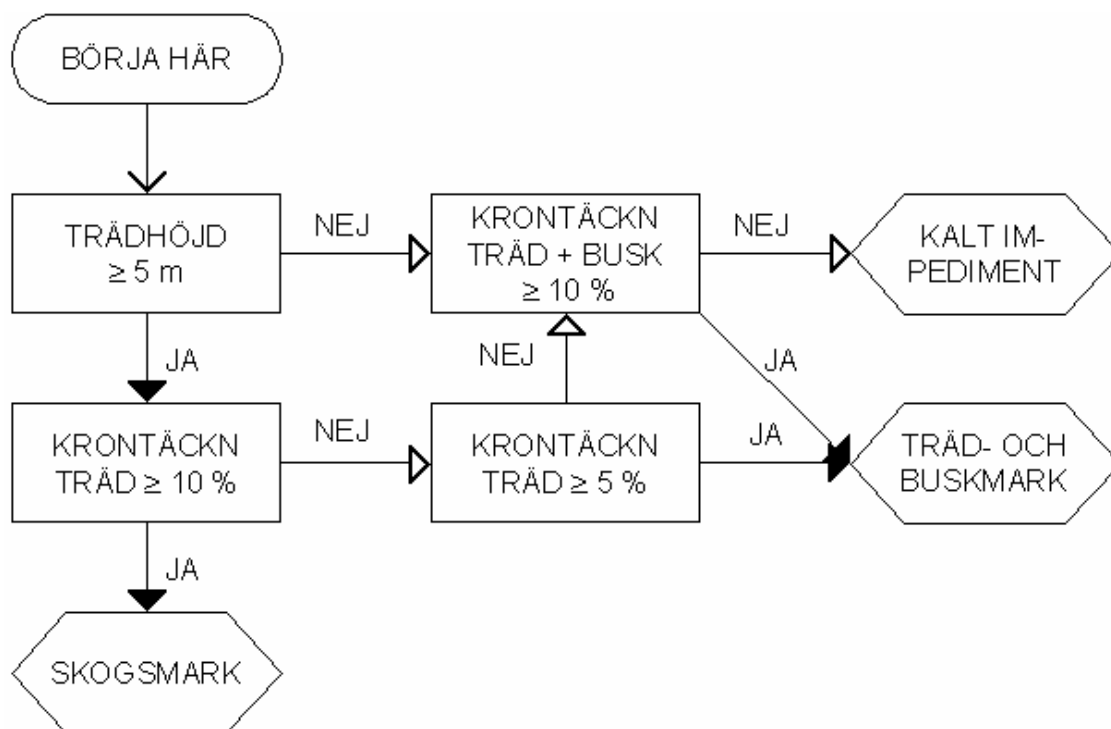 BÖRJA HÄR
TRÄDHÖJD
≥ 5 m
NEJ
KRONTÄCKN
TRÄD + BUSK
≥ 10 %
NEJ
KALT IM-
PEDIMENT
JA
NEJ
JA
KRONTÄCKN
TRÄD ≥ 10 %
NEJ
KRONTÄCKN
TRÄD ≥ 5 %
JA
TRÄD- OCH
BUSKMARK
JA
SKOGSMARK